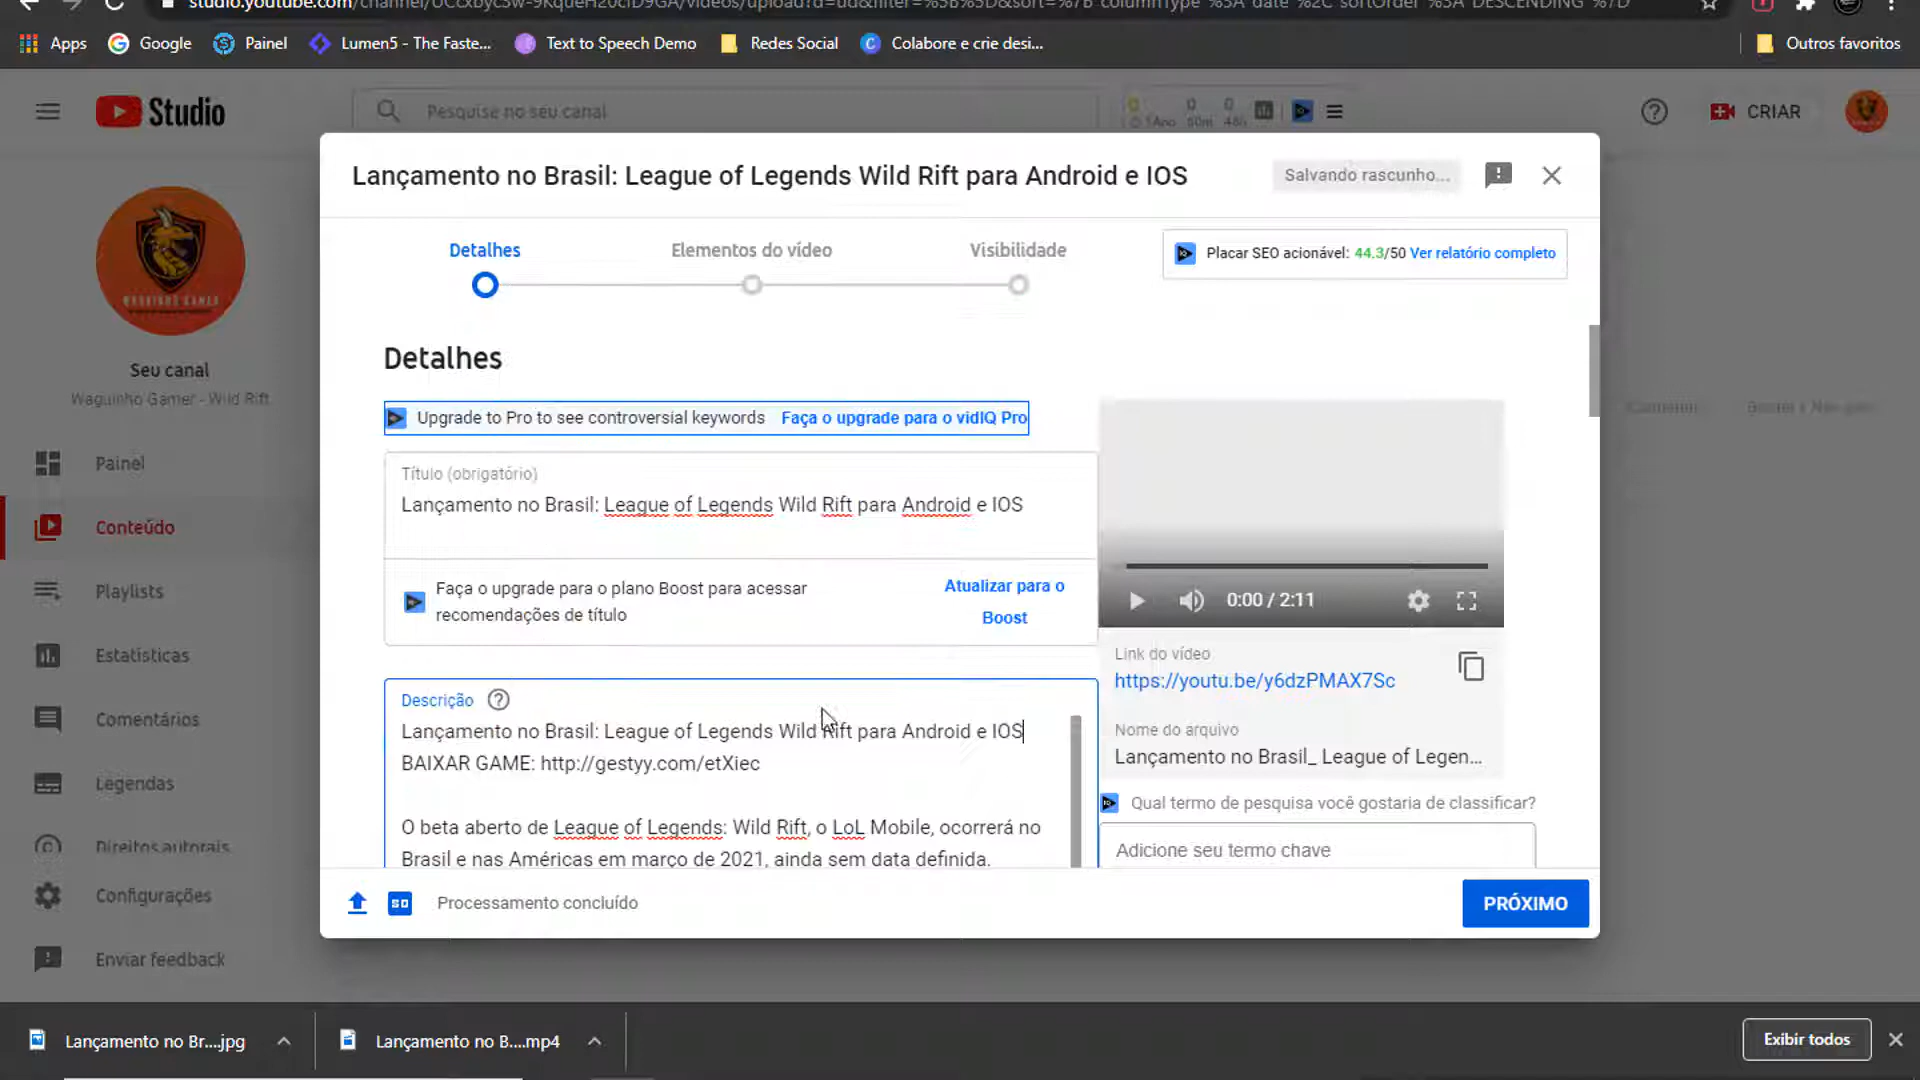 Apps
Google
Painel
Lumen5 - The Faste...
Text to Speech Demo
Redes Social
Colabore e crie desi...
Outros favoritos
Studio
Pesquise no seu canal
CRIAR
Lançamento no Brasil: League of Legends Wild Rift para Android e IOS
Salvando rascunho...
Detalhes
Elementos do vídeo
Visibilidade
Placar SEO acionável: 44.3/50 Ver relatório completo
Seu canal
Waguinho Gamer - Wild Rift
Painel
Conteúdo
Playlists
Estatísticas
Comentários
Legendas
Direitos autorais
Configurações
Enviar feedback
Detalhes
Upgrade to Pro to see controversial keywords Faça o upgrade para o vidIQ Pro
Título (obrigatório)
Lançamento no Brasil: League of Legends Wild Rift para Android e IOS
Faça o upgrade para o plano Boost para acessar
recomendações de título
Atualizar para o
Boost
Descrição
Lançamento no Brasil: League of Legends Wild Rift para Android e IOS
BAIXAR GAME: http://gestyy.com/etXiec
O beta aberto de League of Legends: Wild Rift, o LoL Mobile, ocorrerá no
Brasil e nas Américas em março de 2021, ainda sem data definida.
0:00 / 2:11
Link do vídeo
https://youtu.be/y6dzPMAX7Sc
Nome do arquivo
Lançamento no Brasil_ League of Legen...
Qual termo de pesquisa você gostaria de classificar?
Adicione seu termo chave
SD
Processamento concluído
PRÓXIMO
Lançamento no Br....jpg
Lançamento no B....mp4
Exibir todos